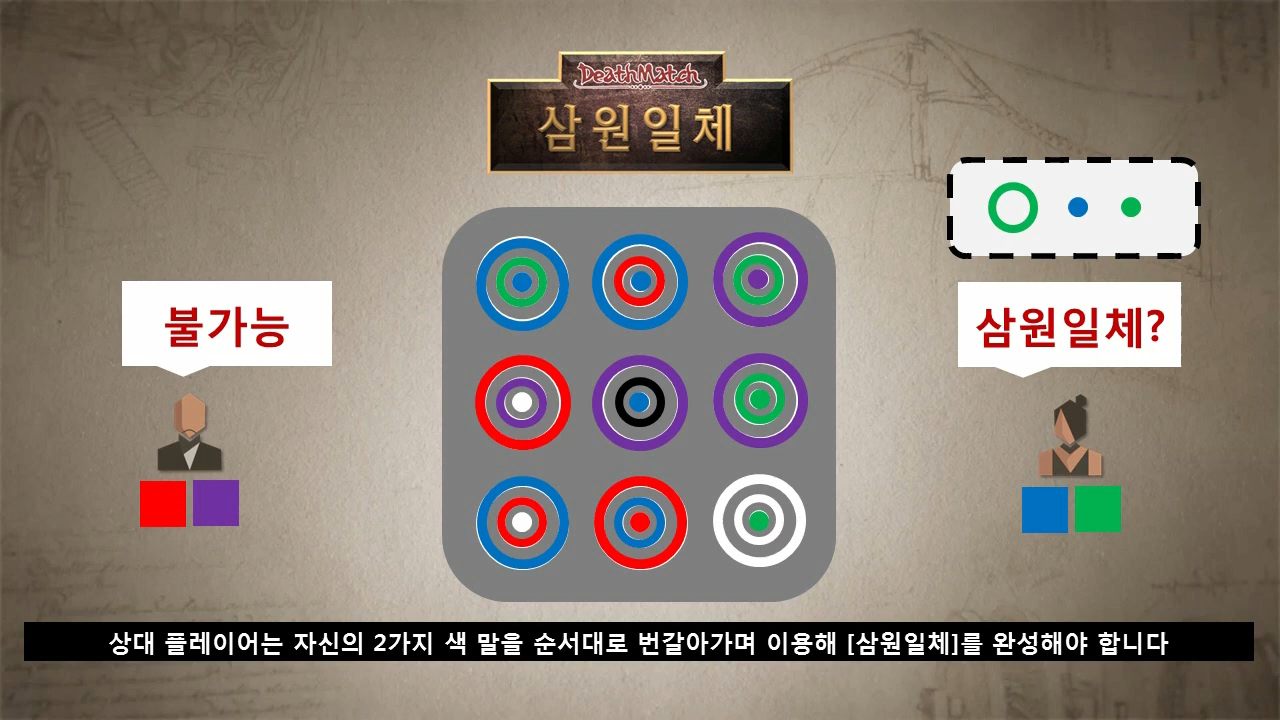 DeathMatch
삼원일체
불가능
삼원일체?
상대 플레이어는 자신의 2가지 색 말을 순서대로 번갈아가며 이용해 [삼원일체]를 완성해야 합니다